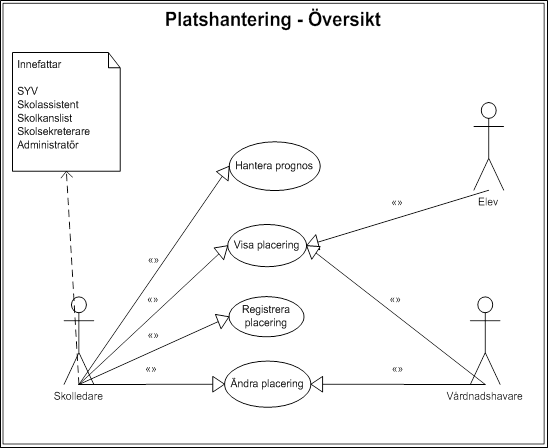 Platshantering - Översikt
Innefattar
SYV
Skolassistent
Skolkanslist
Skolsekreterare
Administratör
Hantera prognos
Elev
«»
Visa placering
«»
«»
«»
Registrera
placering
«»
«»
«»
Ändra placering
Skolledare
Vårdnadshavare